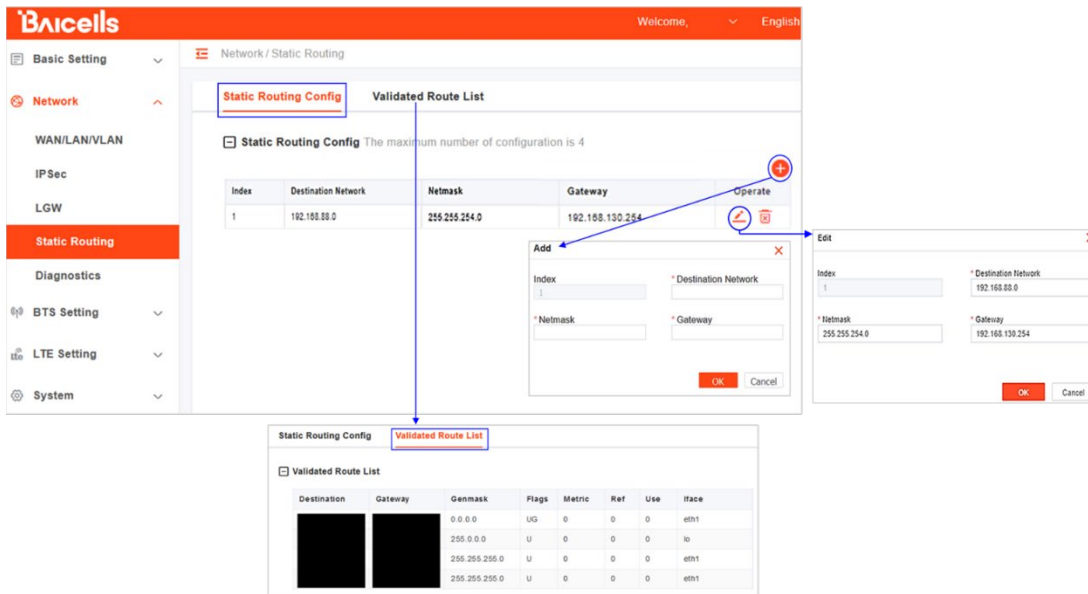 Baicells
Welcome, English
Basic Setting
Network / Static Routing
Network
Static Routing Config Validated Route List
WAN/LAN/VLAN
Static Routing Config The maximum number of configuration is 4
IPSec
LGW
Index Destination Network Netmask Gateway Operate
1 192.168.88.0 255.255.254.0 192.168.130.254
Static Routing
Diagnostics
BTS Setting
LTE Setting
System
Add
Index * Destination Network
1
* Netmask * Gateway
OK Cancel
Edit
Index * Destination Network
1 192.168.88.0
* Netmask * Gateway
255.255.254.0 192.168.130.254
OK Cancel
Static Routing Config Validated Route List
Validated Route List
Destination Gateway Genmask Flags Metric Ref Use Iface
0.0.0.0 UG 0 0 0 eth1
255.0.0.0 U 0 0 0 lo
255.255.255.0 U 0 0 0 eth1
255.255.255.0 U 0 0 0 eth1